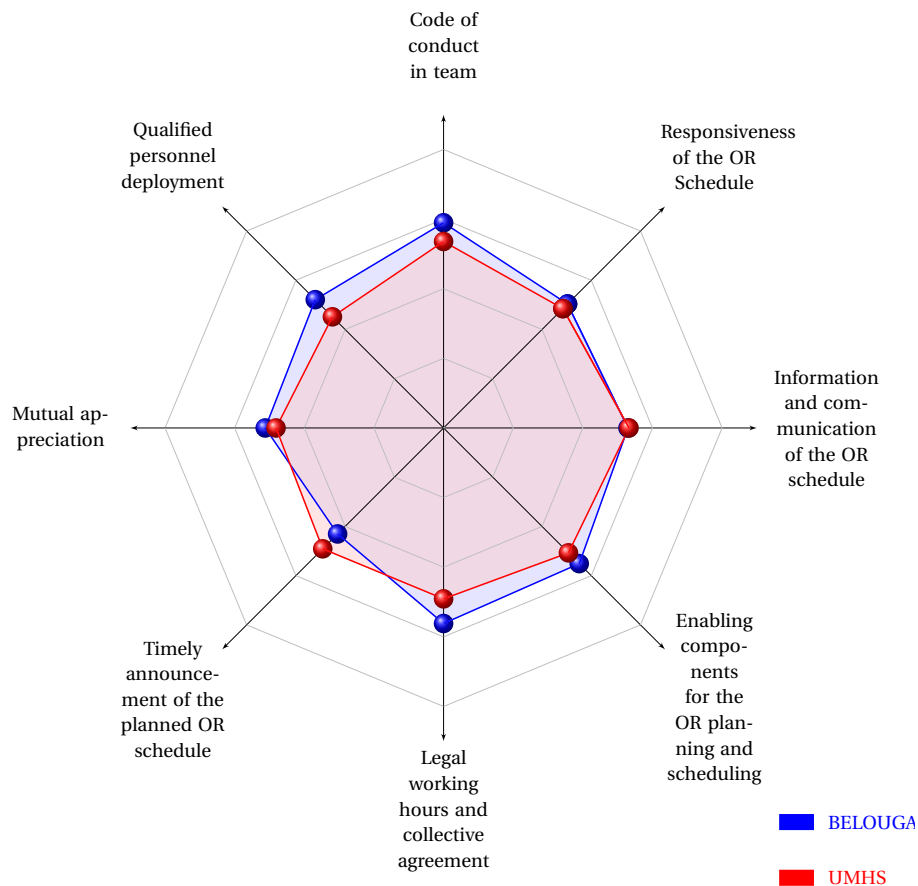 Code of
conduct
in team
Qualified
personnel
deployment
Responsiveness
of the OR
Schedule
Mutual ap-
preciation
Information
and com-
munication
of the OR
schedule
Timely
announce-
ment of the
planned OR
schedule
Enabling
compo-
nents
for the
OR plan-
ning and
scheduling
Legal
working
hours and
collective
agreement
BELOUGA
UMHS